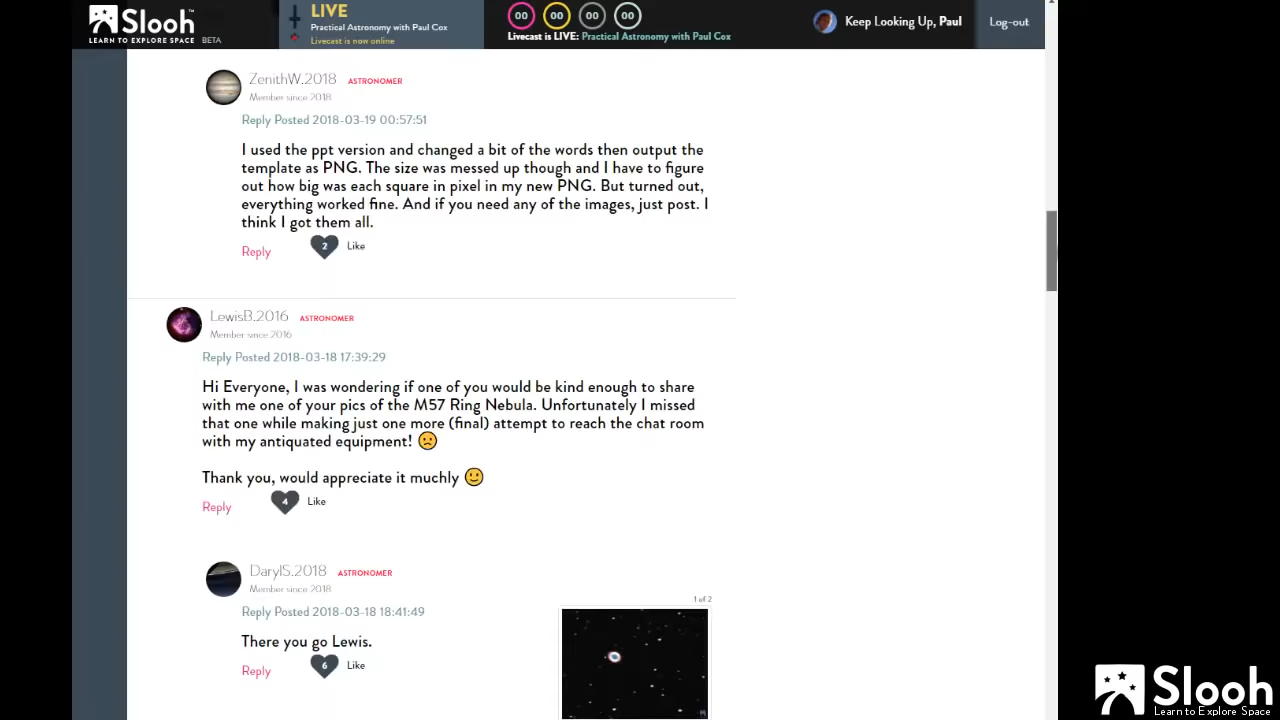 Slooh™
LEARN TO EXPLORE SPACE BETA
LIVE
Practical Astronomy with Paul Cox
Livecast is now online
00 00 00 00
Livecast is LIVE: Practical Astronomy with Paul Cox
Keep Looking Up, Paul
Log-out
ZenithW.2018 ASTRONOMER
Member since 2018
Reply Posted 2018-03-19 00:57:51
I used the ppt version and changed a bit of the words then output the
template as PNG. The size was messed up though and I have to figure
out how big was each square in pixel in my new PNG. But turned out,
everything worked fine. And if you need any of the images, just post. I
think I got them all.
Reply 2 Like
LewisB.2016 ASTRONOMER
Member since 2016
Reply Posted 2018-03-18 17:39:29
Hi Everyone, I was wondering if one of you would be kind enough to share
with me one of your pics of the M57 Ring Nebula. Unfortunately I missed
that one while making just one more (final) attempt to reach the chat room
with my antiquated equipment! 😕
Thank you, would appreciate it muchly 🙂
Reply 4 Like
DarylS.2018 ASTRONOMER
Member since 2018
1 of 2
Reply Posted 2018-03-18 18:41:49
There you go Lewis.
Reply 6 Like
Slooh
Learn to Explore Space